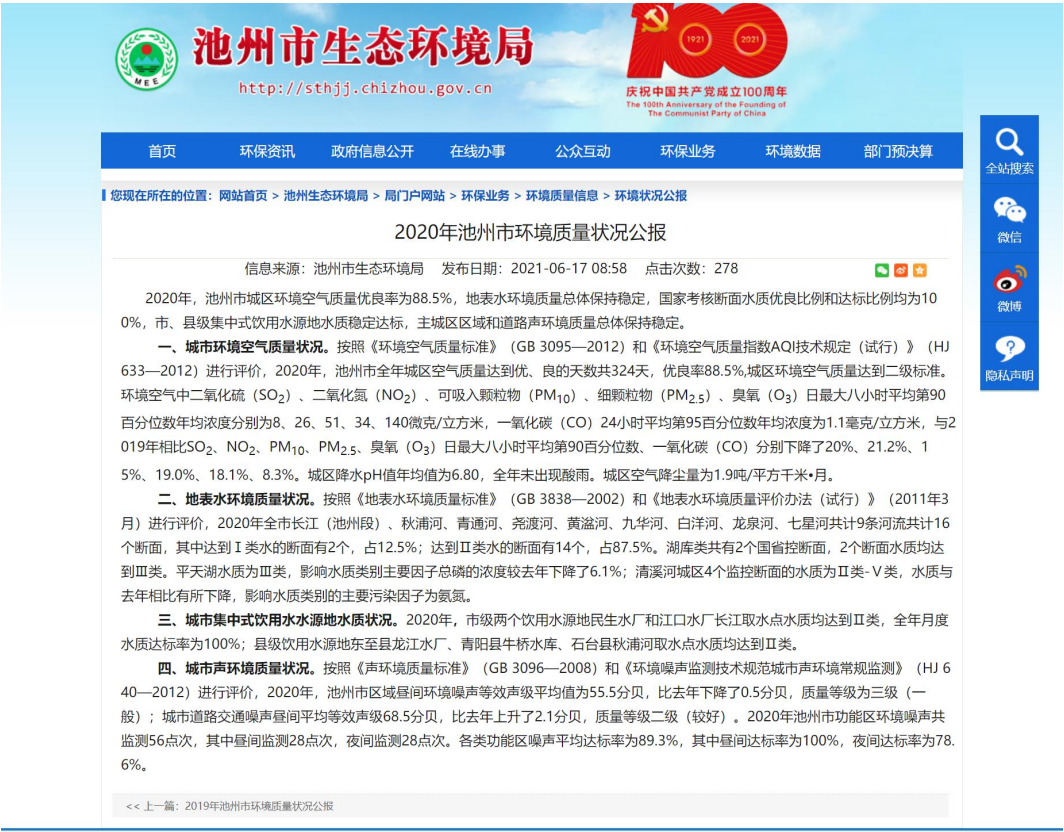 池州市生态环境局
http://sthjj.chizhou.gov.cn
MEE
100
1921
2021
庆祝中国共产党成立100周年
The 100th Anniversary of the Founding of
The Communist Party of China
首页 环保资讯 政府信息公开 在线办事 公众互动 环保业务 环境数据 部门预决算
全站搜索
微信
微博
隐私声明
您现在所在的位置：网站首页 > 池州生态环境局 > 局门户网站 > 环保业务 > 环境质量信息 > 环境状况公报
2020年池州市环境质量状况公报
信息来源：池州市生态环境局 发布日期：2021-06-17 08:58 点击次数：278
2020年，池州市城区环境空气质量优良率为88.5%，地表水环境质量总体保持稳定，国家考核断面水质优良比例和达标比例均为10
0%，市、县级集中式饮用水源地水质稳定达标，主城区区域和道路声环境质量总体保持稳定。
一、城市环境空气质量状况。按照《环境空气质量标准》（GB 3095—2012）和《环境空气质量指数AQI技术规定（试行）》（HJ
633—2012）进行评价，2020年，池州市全年城区空气质量达到优、良的天数共324天，优良率88.5%,城区环境空气质量达到二级标准。
环境空气中二氧化硫（SO₂）、二氧化氮（NO₂）、可吸入颗粒物（PM₁₀）、细颗粒物（PM₂.₅）、臭氧（O₃）日最大八小时平均第90
百分位数年均浓度分别为8、26、51、34、140微克/立方米，一氧化碳（CO）24小时平均第95百分位数年均浓度为1.1毫克/立方米，与2
019年相比SO₂、NO₂、PM₁₀、PM₂.₅、臭氧（O₃）日最大八小时平均第90百分位数、一氧化碳（CO）分别下降了20%、21.2%、1
5%、19.0%、18.1%、8.3%。城区降水pH值年均值为6.80，全年未出现酸雨。城区空气降尘量为1.9吨/平方千米•月。
二、地表水环境质量状况。按照《地表水环境质量标准》（GB 3838—2002）和《地表水环境质量评价办法（试行）》（2011年3
月）进行评价，2020年全市长江（池州段）、秋浦河、青通河、尧渡河、黄湓河、九华河、白洋河、龙泉河、七星河共计9条河流共计16
个断面，其中达到Ⅰ类水的断面有2个，占12.5%；达到Ⅱ类水的断面有14个，占87.5%。湖库类共有2个国省控断面，2个断面水质均达
到Ⅲ类。平天湖水质为Ⅲ类，影响水质类别主要因子总磷的浓度较去年下降了6.1%；清溪河城区4个监控断面的水质为Ⅱ类-Ⅴ类，水质与
去年相比有所下降，影响水质类别的主要污染因子为氨氮。
三、城市集中式饮用水水源地水质状况。2020年，市级两个饮用水源地民生水厂和江口水厂长江取水点水质均达到Ⅱ类，全年月度
水质达标率为100%；县级饮用水源地东至县龙江水厂、青阳县牛桥水库、石台县秋浦河取水点水质均达到Ⅱ类。
四、城市声环境质量状况。按照《声环境质量标准》（GB 3096—2008）和《环境噪声监测技术规范城市声环境常规监测》（HJ 6
40—2012）进行评价，2020年，池州市区域昼间环境噪声等效声级平均值为55.5分贝，比去年下降了0.5分贝，质量等级为三级（一
般）；城市道路交通噪声昼间平均等效声级68.5分贝，比去年上升了2.1分贝，质量等级二级（较好）。2020年池州市功能区环境噪声共
监测56点次，其中昼间监测28点次，夜间监测28点次。各类功能区噪声平均达标率为89.3%，其中昼间达标率为100%，夜间达标率为78.
6%。
<< 上一篇：2019年池州市环境质量状况公报